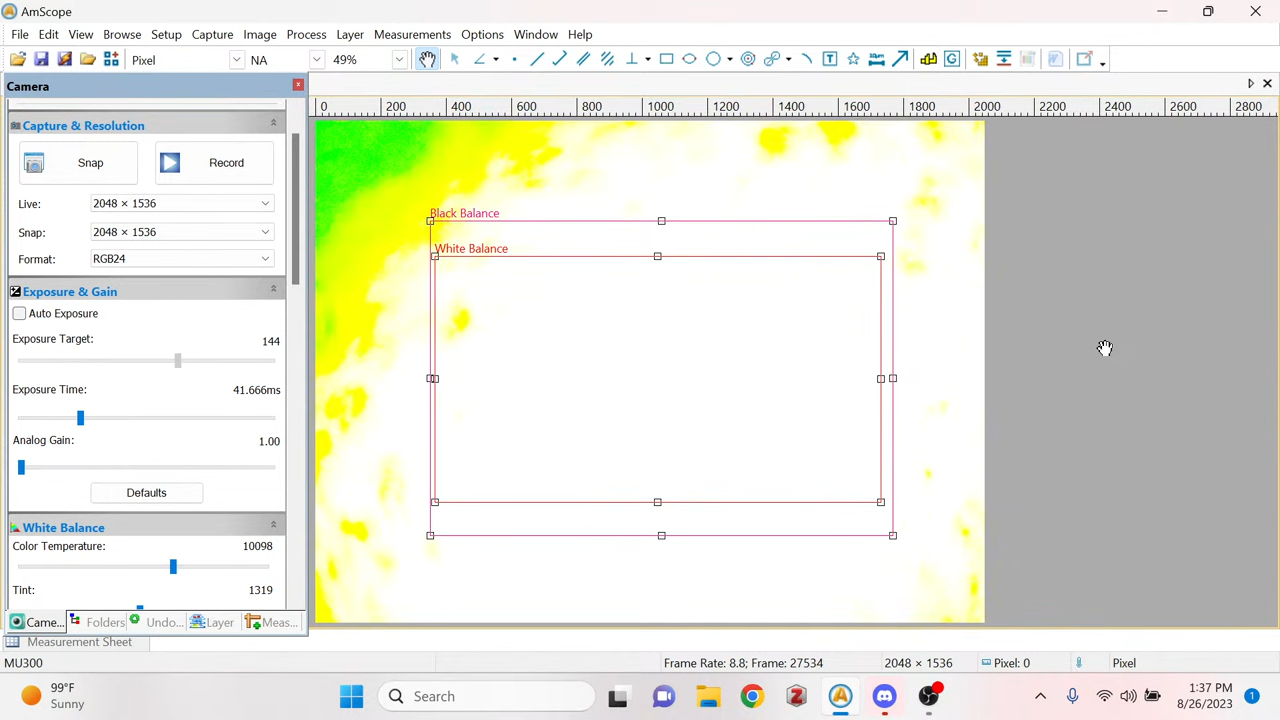 AmScope
File Edit View Browse Setup Capture Image Process Layer Measurements Options Window Help
Pixel NA 49%
Camera
0 200 400 600 800 1000 1200 1400 1600 1800 2000 2200 2400 2600 2800
Capture & Resolution
Snap Record
Live: 2048 × 1536
Snap: 2048 × 1536
Format: RGB24
Exposure & Gain
Auto Exposure
Exposure Target: 144
Exposure Time: 41.666ms
Analog Gain: 1.00
Defaults
White Balance
Color Temperature: 10098
Tint: 1319
Came... Folders Undo... Layer Meas...
Black Balance
White Balance
Measurement Sheet
MU300 Frame Rate: 8.8; Frame: 27534 2048 × 1536 Pixel: 0 Pixel
99°F
Sunny
Search
1:37 PM
8/26/2023
1